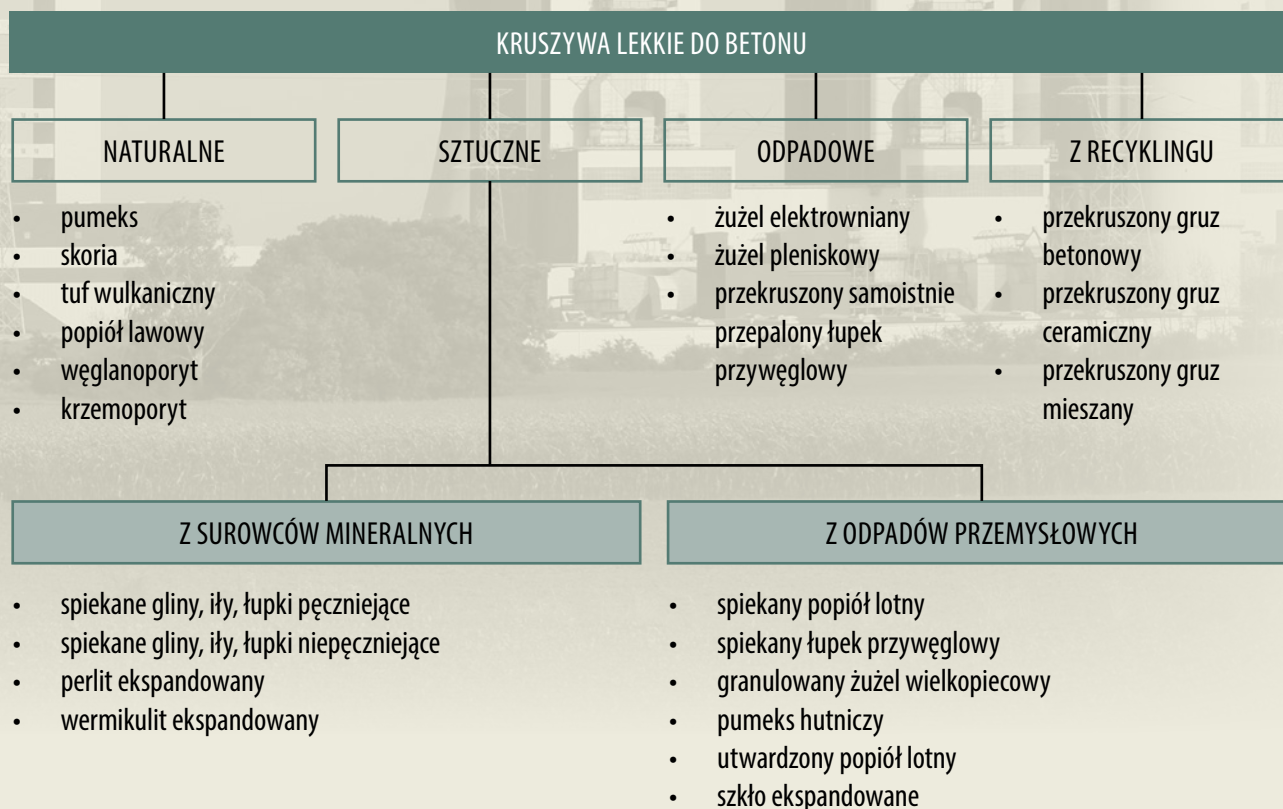 KRUSZYWA LEKKIE DO BETONU
NATURALNE
• pumeks
• skoria
• tuf wulkaniczny
• popiół lawowy
• węglanoporyt
• krzemoporyt
SZTUCZNE
ODPADOWE
• żużel elektrowniany
• żużel pleniskowy
• przekruszony samoistnie
przepalony łupek
przywęglowy
Z RECYKLINGU
• przekruszony gruz
betonowy
• przekruszony gruz
ceramiczny
• przekruszony gruz
mieszany
Z SUROWCÓW MINERALNYCH
• spiekane gliny, iły, łupki pęczniejące
• spiekane gliny, iły, łupki niepęczniejące
• perlit ekspandowany
• wermikulit ekspandowany
Z ODPADÓW PRZEMYSŁOWYCH
• spiekany popiół lotny
• spiekany łupek przywęglowy
• granulowany żużel wielkopiecowy
• pumeks hutniczy
• utwardzony popiół lotny
• szkło ekspandowane